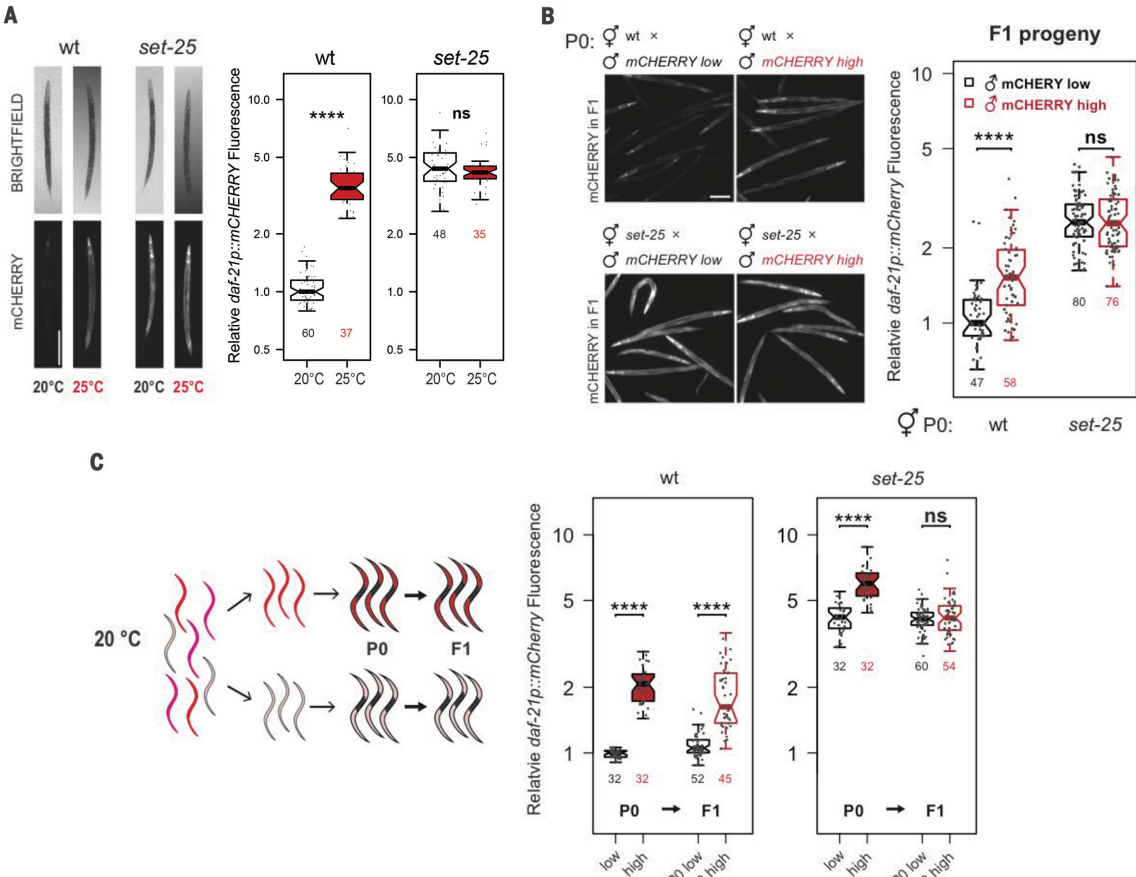 A
wt
set-25
BRIGHTFIELD
mCHERRY
20°C
25°C
20°C
25°C
Relative daf-21p::mCHERRY Fluorescence
wt
set-25
10.0
5.0
2.0
1.0
0.5
****
60
37
20°C
25°C
10.0
5.0
2.0
1.0
0.5
ns
48
35
20°C
25°C
B
P0:
wt ×
mCHERRY low
wt ×
mCHERRY high
mCHERRY in F1
set-25 ×
mCHERRY low
set-25 ×
mCHERRY high
mCHERRY in F1
F1 progeny
Relatvie daf-21p::mCherry Fluorescence
10
5
2
1
♂ mCHERY low
♂ mCHERRY high
****
ns
47
58
80
76
P0:
wt
set-25
C
20 °C
P0
F1
Relatvie daf-21p::mCherry Fluorescence
wt
10
5
2
1
****
****
32
32
52
45
P0 → F1
low
high
set-25
10
5
2
1
****
ns
32
32
60
54
P0 → F1
low
high